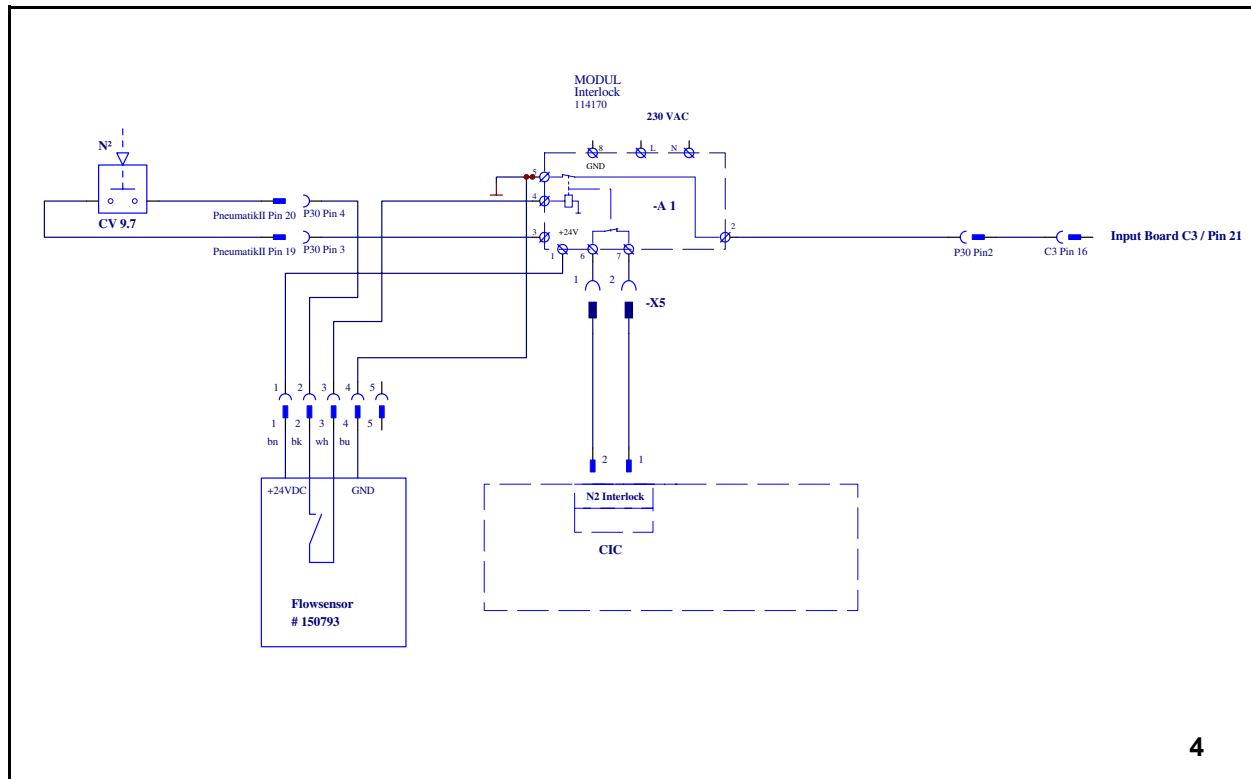 MODUL
Interlock
114170
230 VAC
N²
8
L
N
GND
5
4
-A 1
CV 9.7
PneumatikII Pin 20
P30 Pin 4
PneumatikII Pin 19
P30 Pin 3
3
+24V
2
Input Board C3 / Pin 21
P30 Pin2
C3 Pin 16
1
6
7
1
2
-X5
1
2
3
4
5
1
2
3
4
5
bn
bk
wh
bu
2
1
+24VDC
GND
N2 Interlock
CIC
Flowsensor
# 150793
4